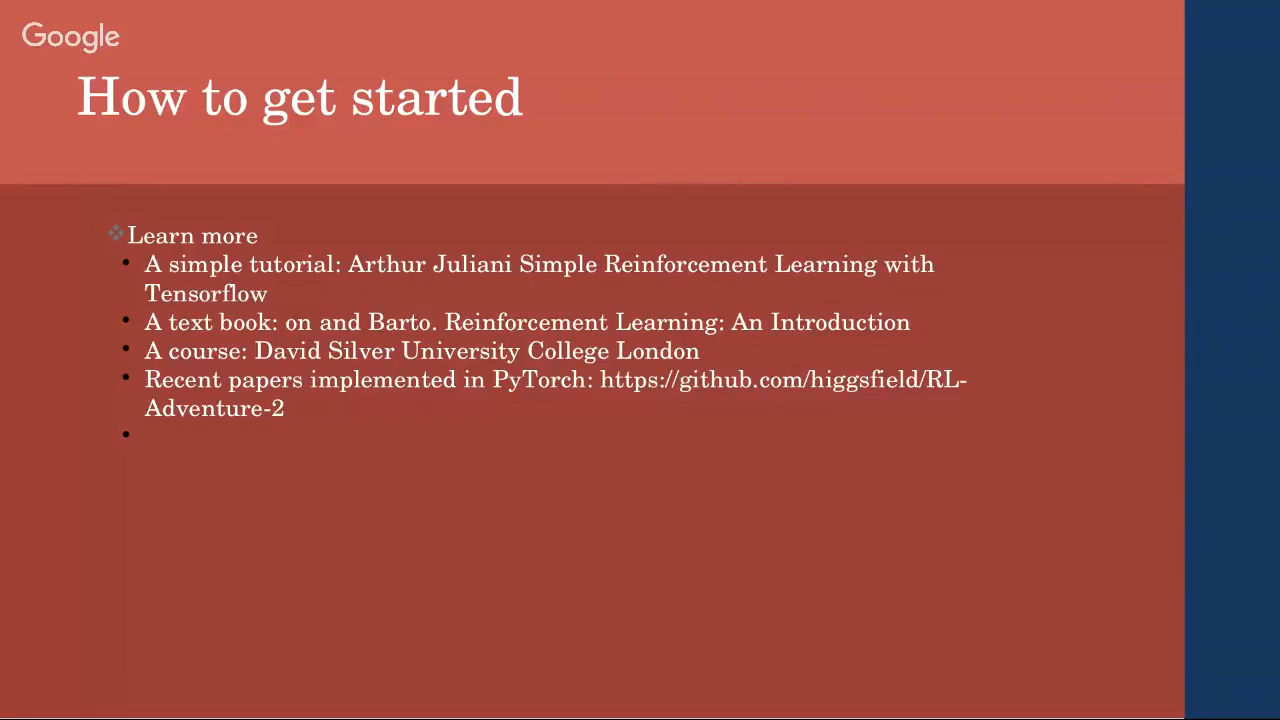 Google
How to get started
Learn more
• A simple tutorial: Arthur Juliani Simple Reinforcement Learning with
Tensorflow
• A text book: on and Barto. Reinforcement Learning: An Introduction
• A course: David Silver University College London
• Recent papers implemented in PyTorch: https://github.com/higgsfield/RL-
Adventure-2
•